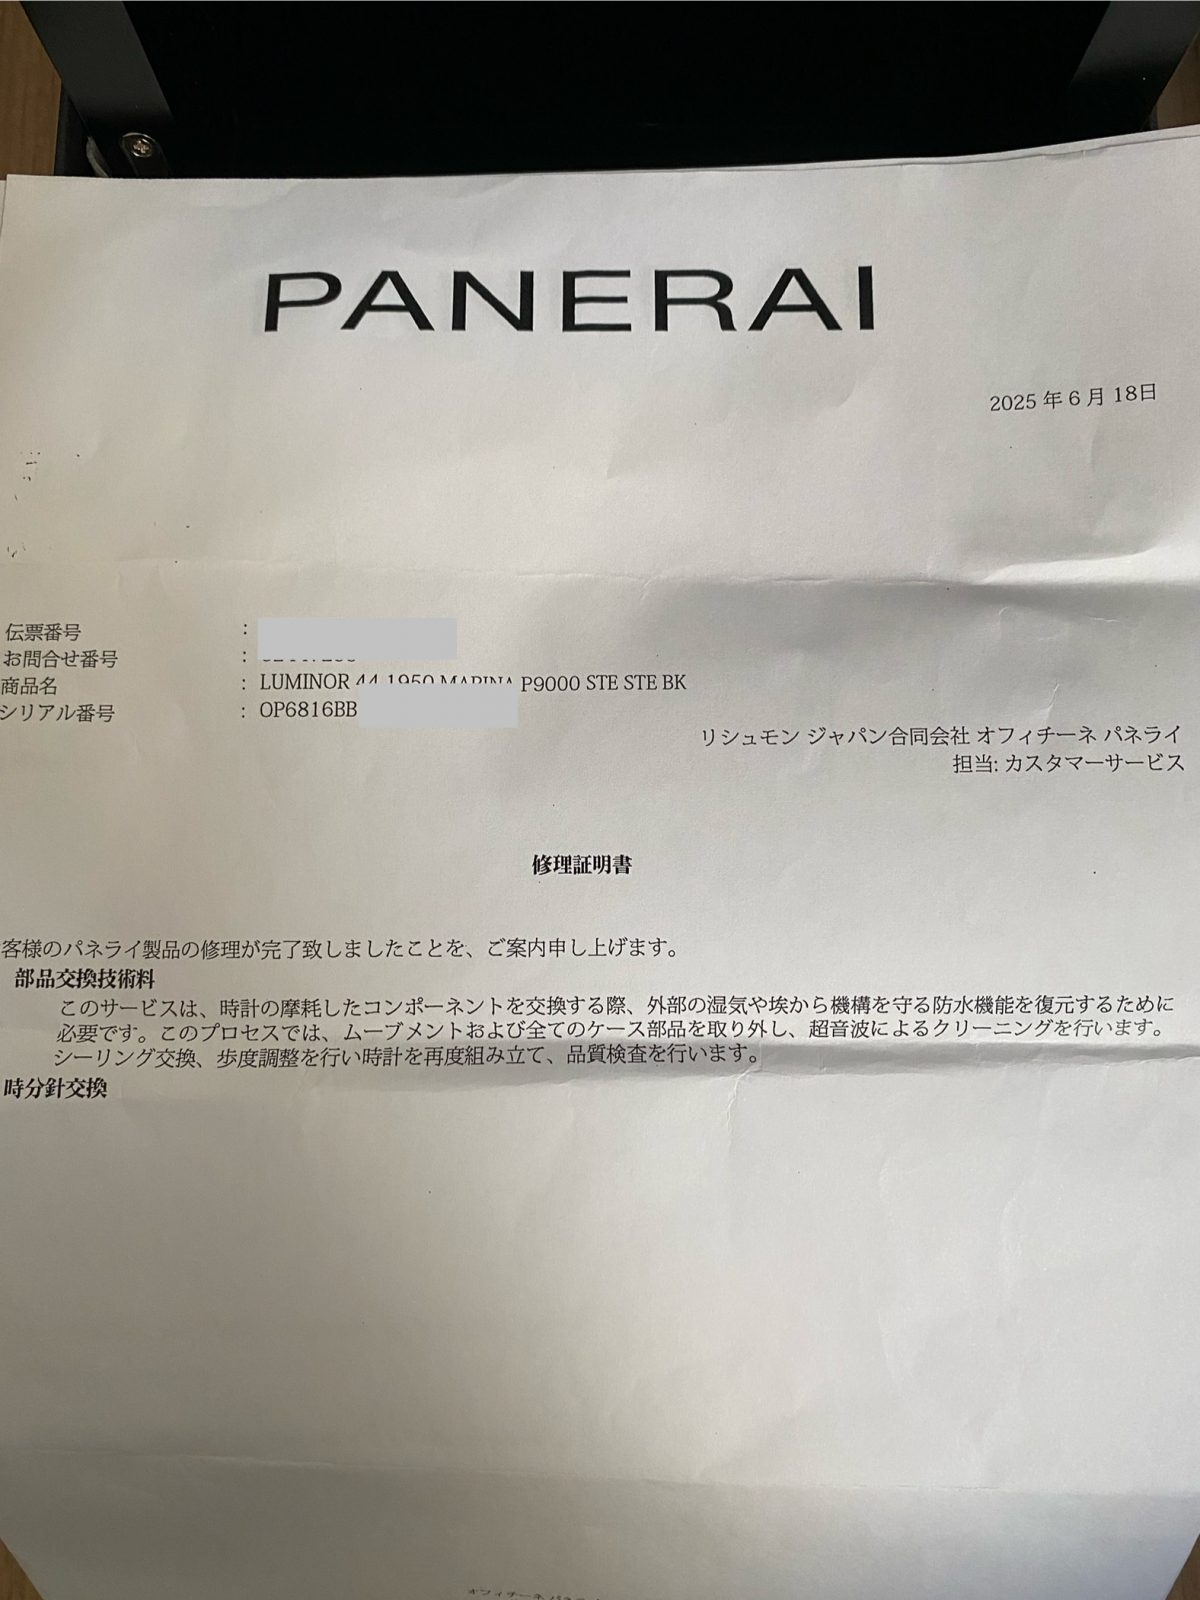 PANERAI
2025 年 6 月 18日
伝票番号 :
お問合せ番号 :
商品名 : LUMINOR 44 1950 MARINA P9000 STE STE BK
シリアル番号 : OP6816BB
リシュモン ジャパン合同会社 オフィチーネ パネライ
担当: カスタマーサービス
修理証明書
客様のパネライ製品の修理が完了致しましたことを、ご案内申し上げます。
部品交換技術料
このサービスは、時計の摩耗したコンポーネントを交換する際、外部の湿気や埃から機構を守る防水機能を復元するために
必要です。このプロセスでは、ムーブメントおよび全てのケース部品を取り外し、超音波によるクリーニングを行います。
シーリング交換、歩度調整を行い時計を再度組み立て、品質検査を行います。
時分針交換
オフィチーネ パネライ